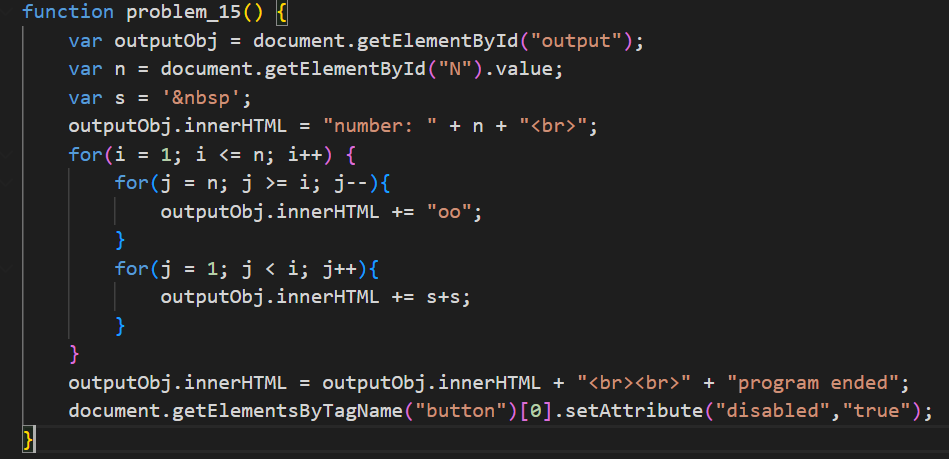 function problem_15() {
    var outputObj = document.getElementById("output");
    var n = document.getElementById("N").value;
    var s = '&nbsp';
    outputObj.innerHTML = "number: " + n + "<br>";
    for(i = 1; i <= n; i++) {
        for(j = n; j >= i; j--){
            outputObj.innerHTML += "oo";
        }
        for(j = 1; j < i; j++){
            outputObj.innerHTML += s+s;
        }
    }
    outputObj.innerHTML = outputObj.innerHTML + "<br><br>" + "program ended";
    document.getElementsByTagName("button")[0].setAttribute("disabled","true");
}